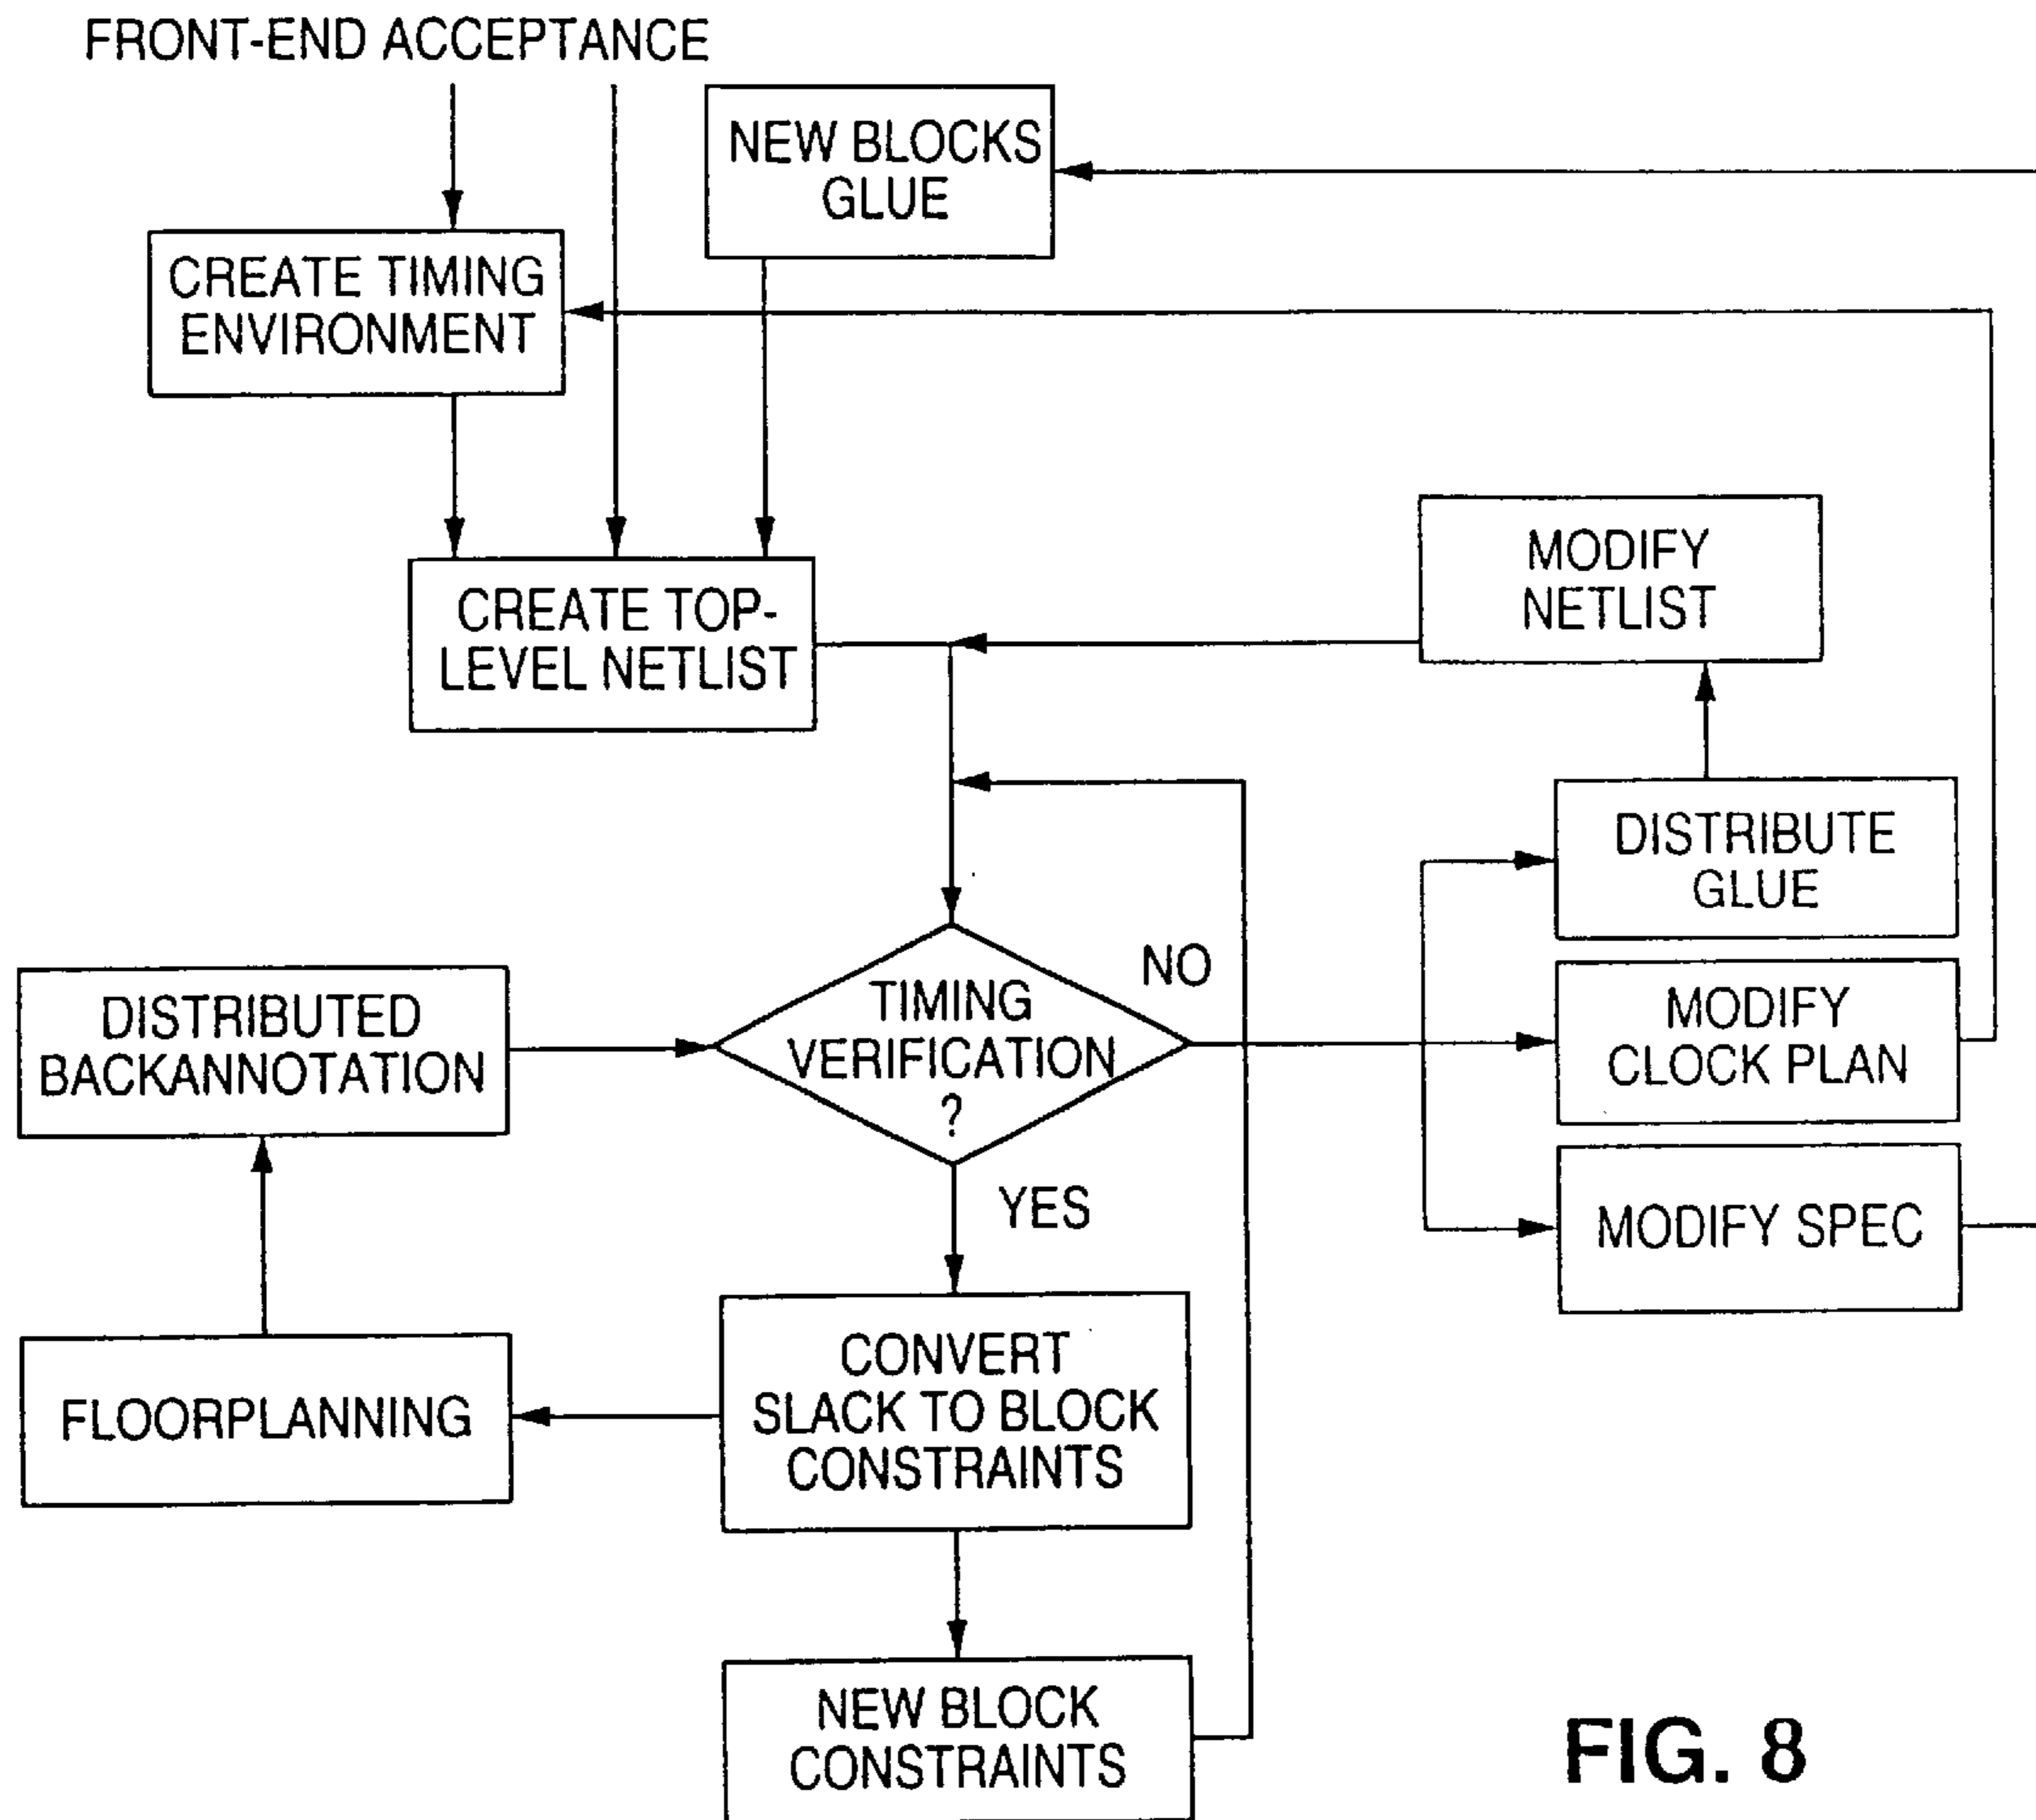 FRONT-END ACCEPTANCE
NEW BLOCKS
GLUE
CREATE TIMING
ENVIRONMENT
MODIFY
NETLIST
CREATE TOP-
LEVEL NETLIST
DISTRIBUTE
GLUE
NO
DISTRIBUTED
BACKANNOTATION
TIMING
VERIFICATION
?
MODIFY
CLOCK PLAN
YES
MODIFY SPEC
CONVERT
SLACK TO BLOCK
CONSTRAINTS
FLOORPLANNING
NEW BLOCK
CONSTRAINTS
FIG. 8